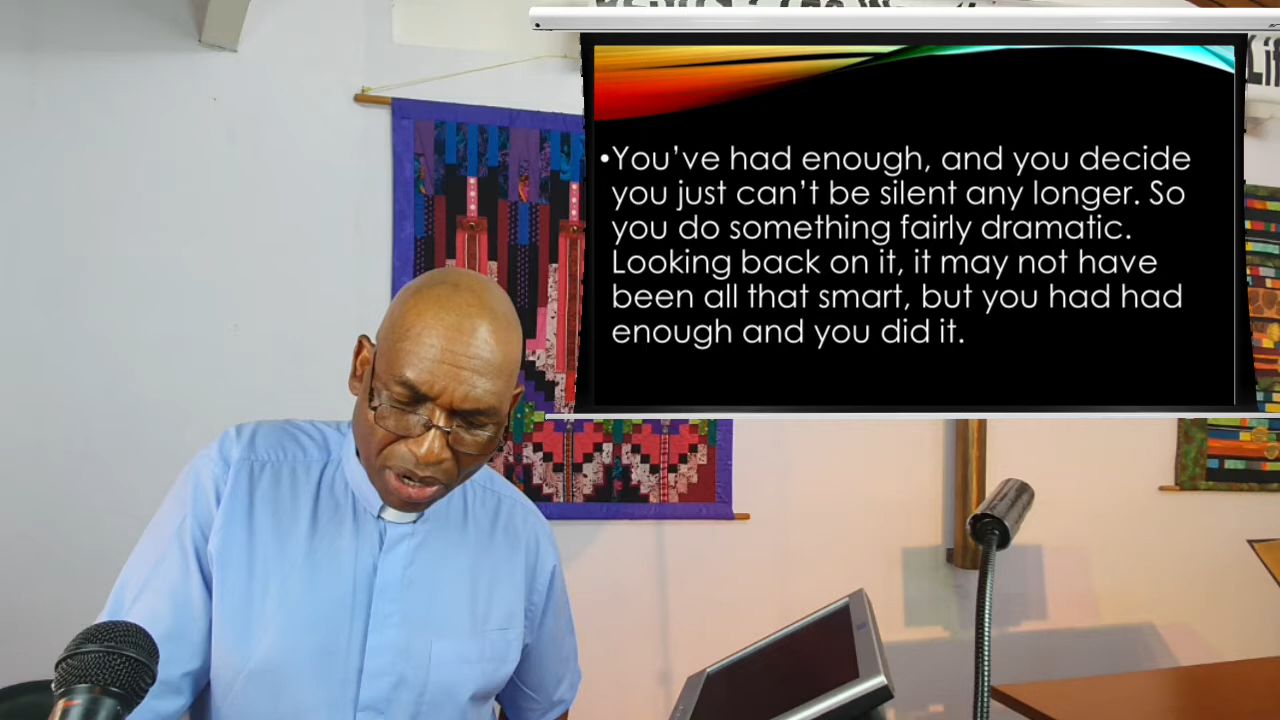 •You’ve had enough, and you decide
you just can’t be silent any longer. So
you do something fairly dramatic.
Looking back on it, it may not have
been all that smart, but you had had
enough and you did it.